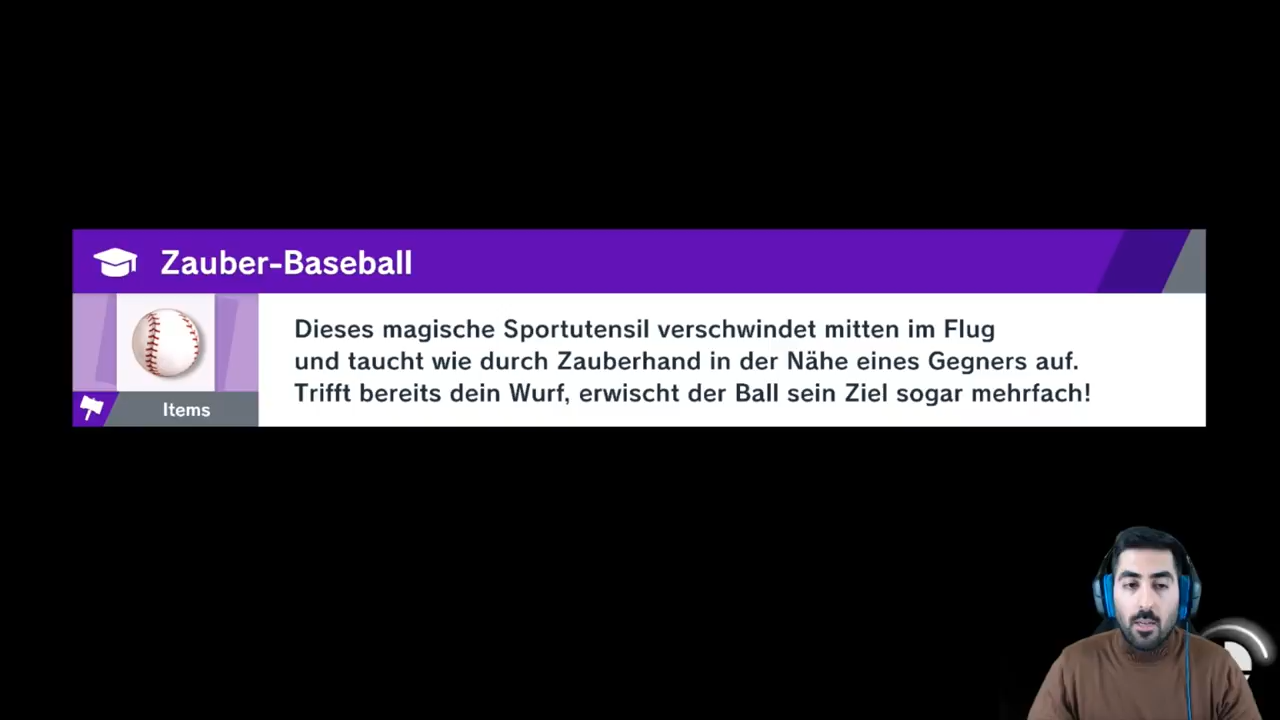 Zauber-Baseball
Dieses magische Sportutensil verschwindet mitten im Flug
und taucht wie durch Zauberhand in der Nähe eines Gegners auf.
Trifft bereits dein Wurf, erwischt der Ball sein Ziel sogar mehrfach!
Items